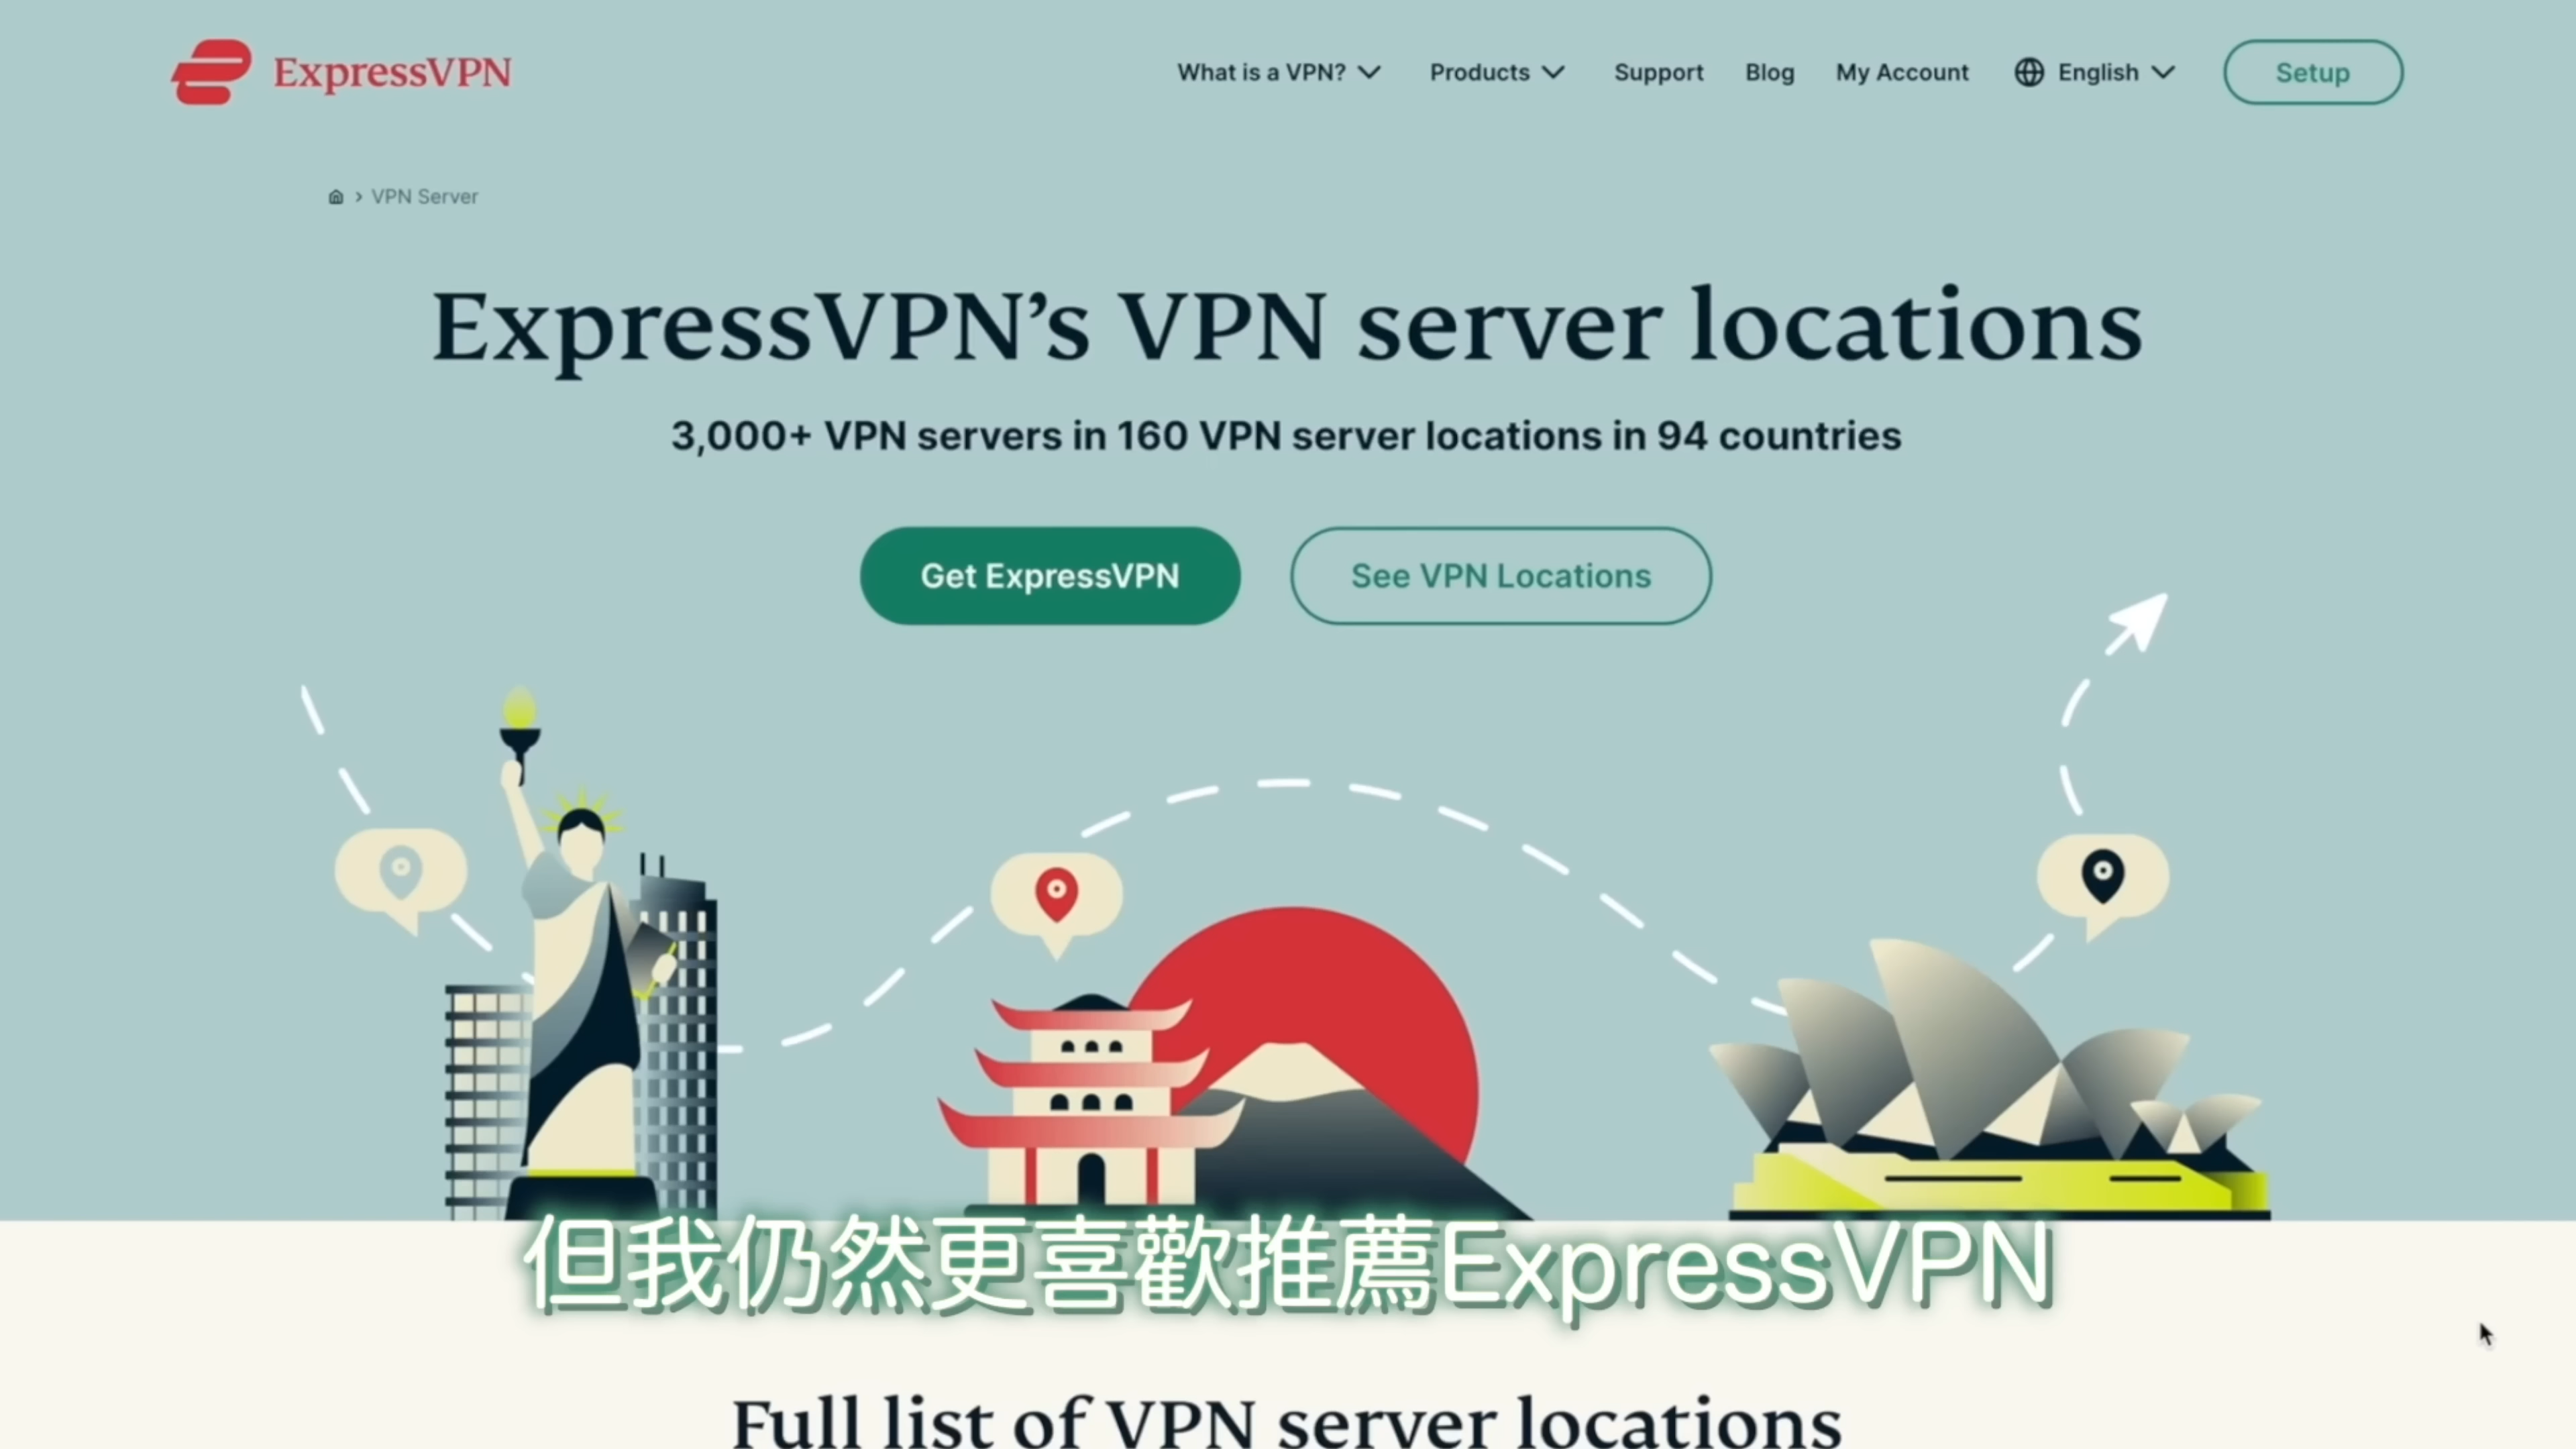 ExpressVPN
What is a VPN? Products Support Blog My Account English Setup
VPN Server
ExpressVPN’s VPN server locations
3,000+ VPN servers in 160 VPN server locations in 94 countries
Get ExpressVPN See VPN Locations
但我仍然更喜歡推薦ExpressVPN
Full list of VPN server locations